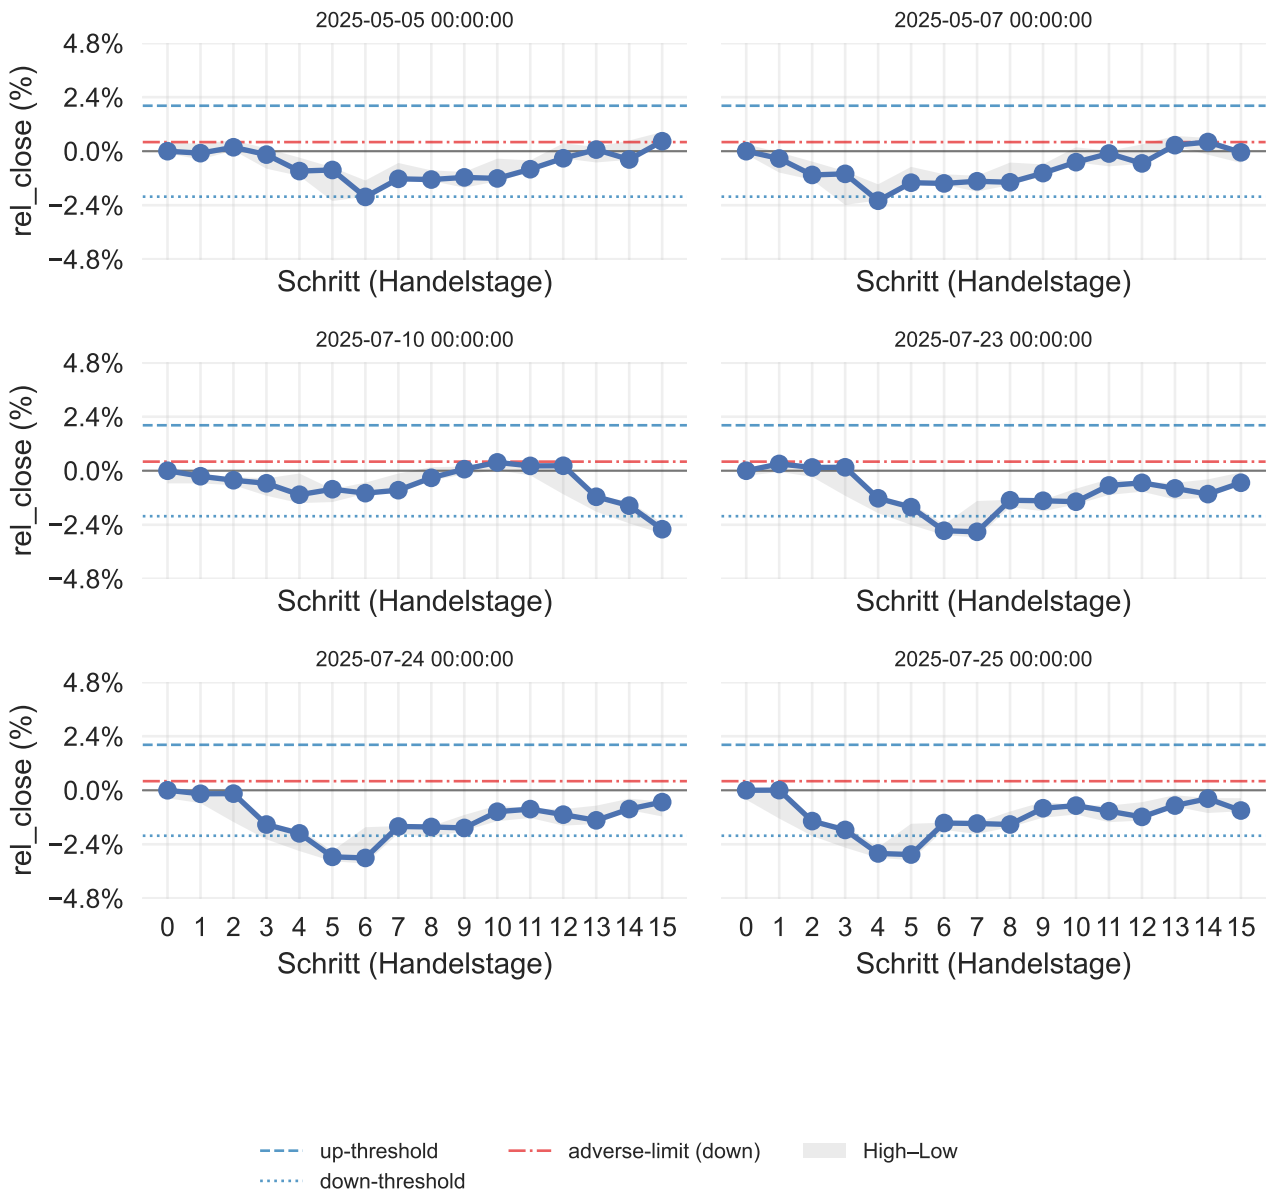 2025-05-05 00:00:00
4.8%
2.4%
0.0%
−2.4%
−4.8%
rel_close (%)
Schritt (Handelstage)
2025-05-07 00:00:00
Schritt (Handelstage)
2025-07-10 00:00:00
4.8%
2.4%
0.0%
−2.4%
−4.8%
rel_close (%)
Schritt (Handelstage)
2025-07-23 00:00:00
Schritt (Handelstage)
2025-07-24 00:00:00
4.8%
2.4%
0.0%
−2.4%
−4.8%
rel_close (%)
0 1 2 3 4 5 6 7 8 9 10 11 12 13 14 15
Schritt (Handelstage)
2025-07-25 00:00:00
0 1 2 3 4 5 6 7 8 9 10 11 12 13 14 15
Schritt (Handelstage)
up-threshold
down-threshold
adverse-limit (down)
High–Low